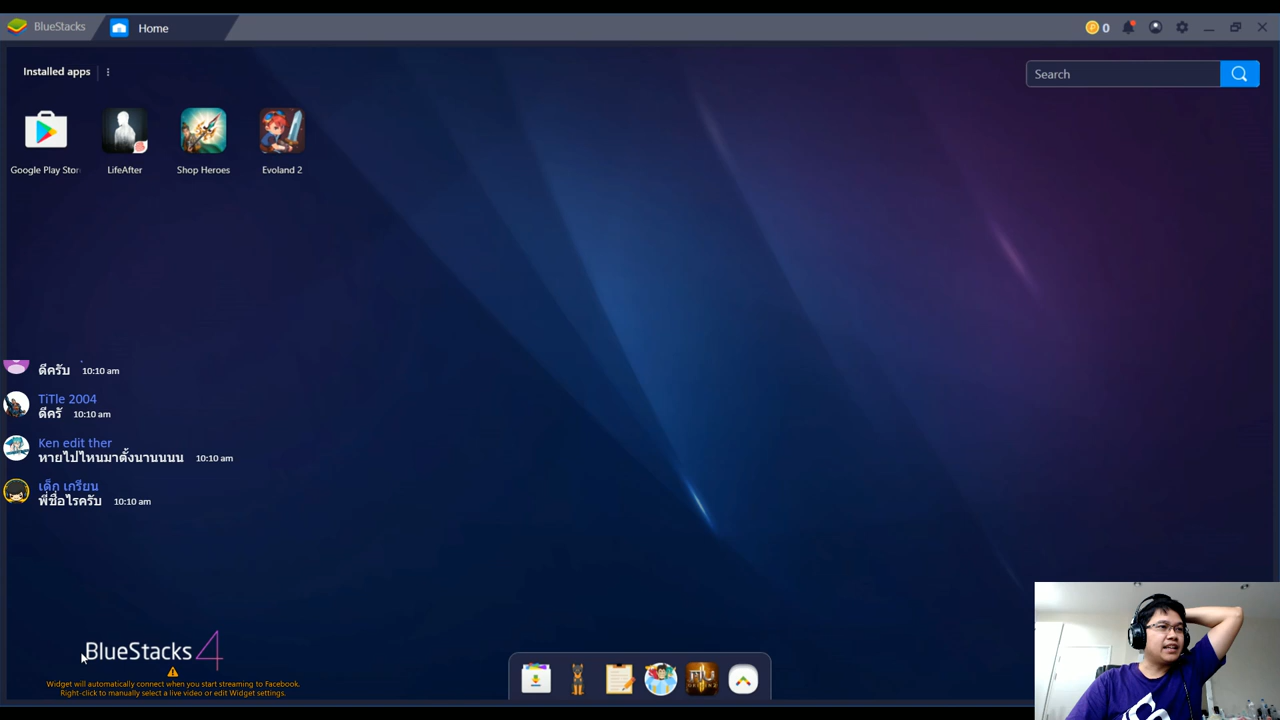 BlueStacks
Home
0
Installed apps
Search
Google Play Stor
LifeAfter
Shop Heroes
Evoland 2
ดีครับ 10:10 am
TiTle 2004
ดีครั 10:10 am
Ken edit ther
หายไปไหนมาตั้งนานนนน 10:10 am
เด็ก เกรียน
พี่ชื่อไรครับ 10:10 am
BlueStacks 4
Widget will automatically connect when you start streaming to Facebook.
Right-click to manually select a live video or edit Widget settings.